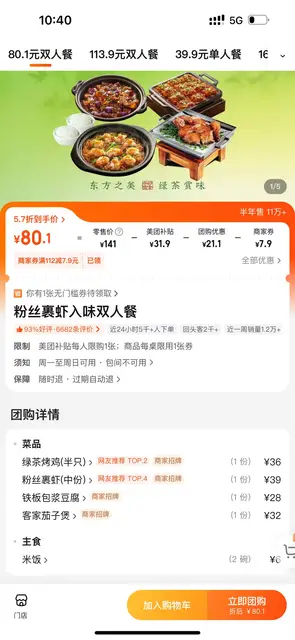 10:40
5G
80.1元双人餐 113.9元双人餐 39.9元单人餐 16
东方之美 绿茶赏味
1/5
5.7折到手价 >
半年售 11万+
¥80.1 = 零售价? ¥141 - 美团补贴 ¥31.9 - 团购优惠 ¥21.1 - 商家券 ¥7.9
商家券满112减7.9元 已领
全部优惠 >
你有1张无门槛券待领取 >
粉丝裹虾入味双人餐
93%好评·6682条评价 > 近24小时5千+人下单 回头客2千+ 近一周销量1.2万+
限制 美团补贴每人限购1张;商品每桌限用1张券
须知 周一至周日可用 · 包间不可用 >
保障 随时退 · 过期自动退 >
团购详情
菜品
绿茶烤鸡(半只) > 网友推荐 TOP.2 商家招牌 (1 份) ¥36
粉丝裹虾(中份) > 网友推荐 TOP.4 商家招牌 (1 份) ¥39
铁板包浆豆腐 > 商家招牌 (1 份) ¥28
客家茄子煲 > 商家招牌 (1 份) ¥32
主食
米饭 > (2 碗) ¥6
门店
加入购物车
立即团购
折后 ¥80.1